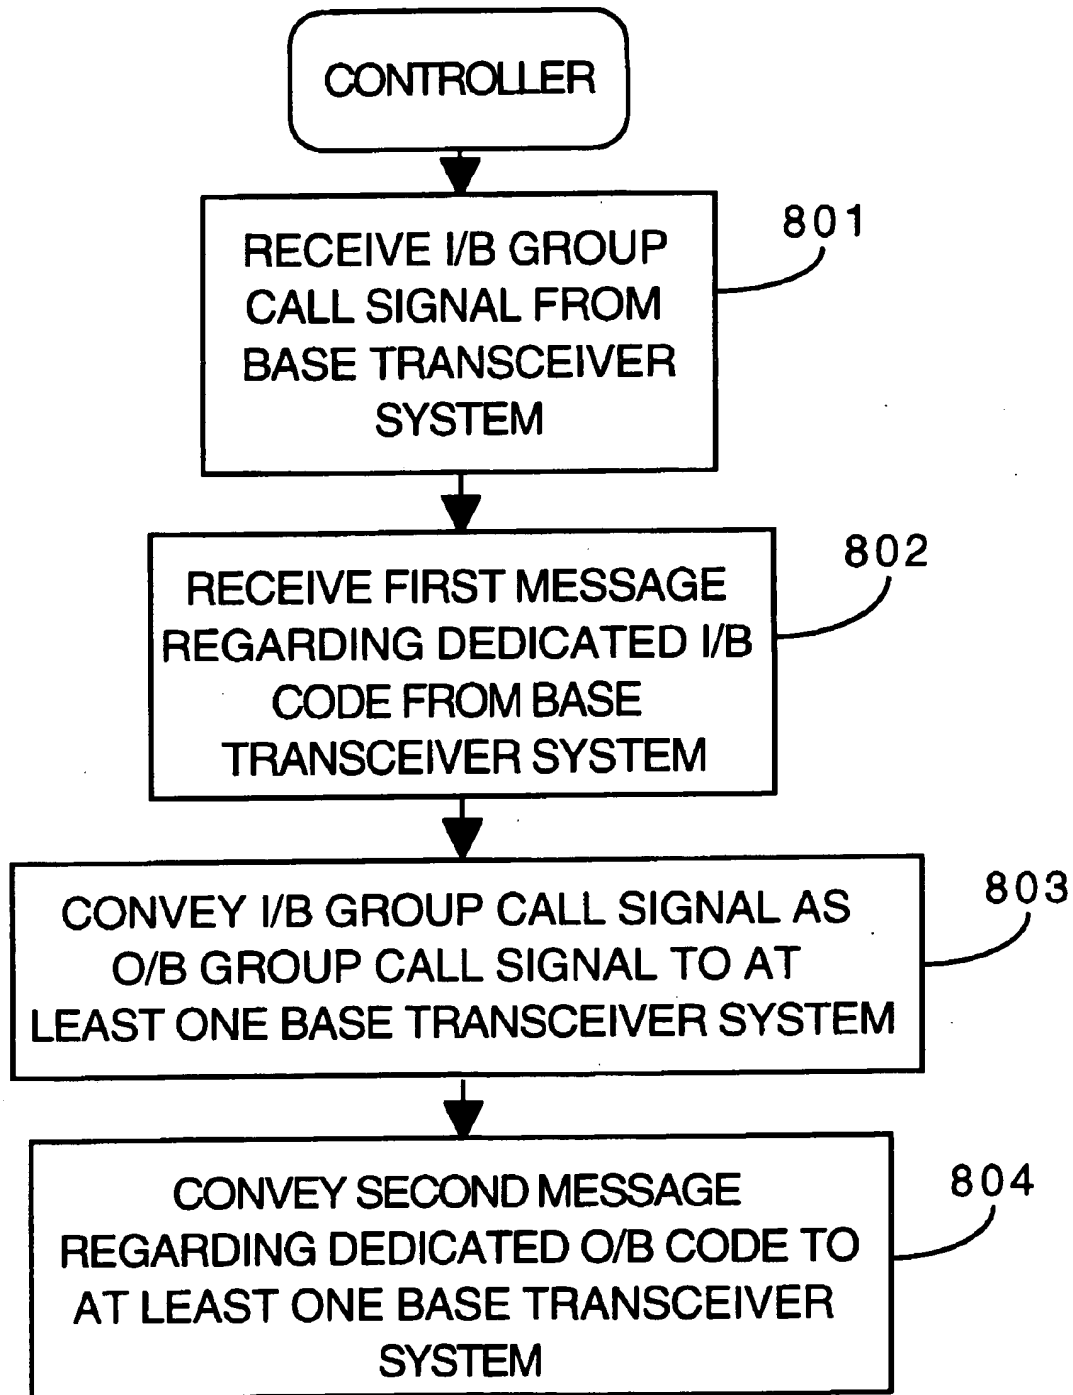 CONTROLLER
RECEIVE I/B GROUP
CALL SIGNAL FROM
BASE TRANSCEIVER
SYSTEM
801
RECEIVE FIRST MESSAGE
REGARDING DEDICATED I/B
CODE FROM BASE
TRANSCEIVER SYSTEM
802
CONVEY I/B GROUP CALL SIGNAL AS
O/B GROUP CALL SIGNAL TO AT
LEAST ONE BASE TRANSCEIVER SYSTEM
803
CONVEY SECOND MESSAGE
REGARDING DEDICATED O/B CODE TO
AT LEAST ONE BASE TRANSCEIVER
SYSTEM
804